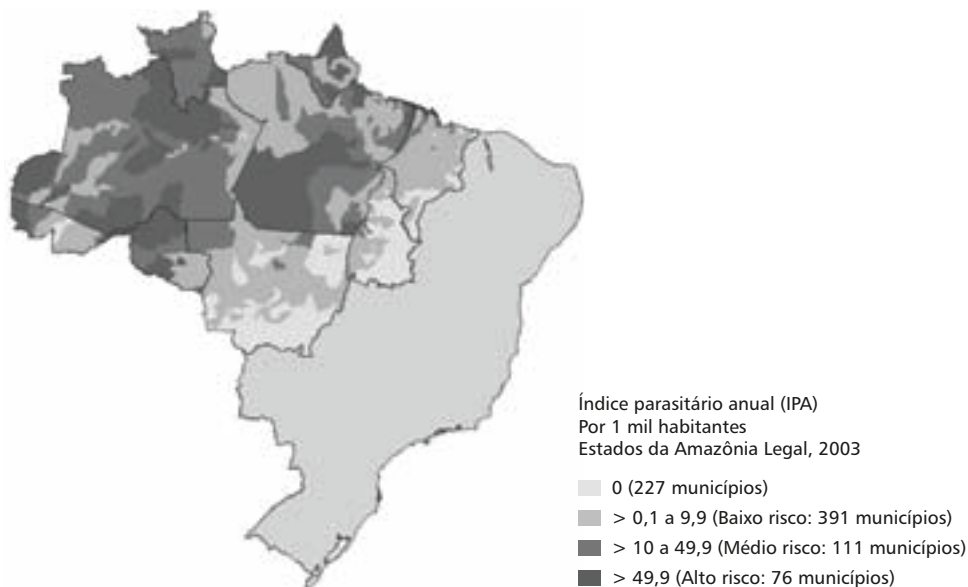 Índice parasitário anual (IPA)
Por 1 mil habitantes
Estados da Amazônia Legal, 2003
0 (227 municípios)
> 0,1 a 9,9 (Baixo risco: 391 municípios)
> 10 a 49,9 (Médio risco: 111 municípios)
> 49,9 (Alto risco: 76 municípios)